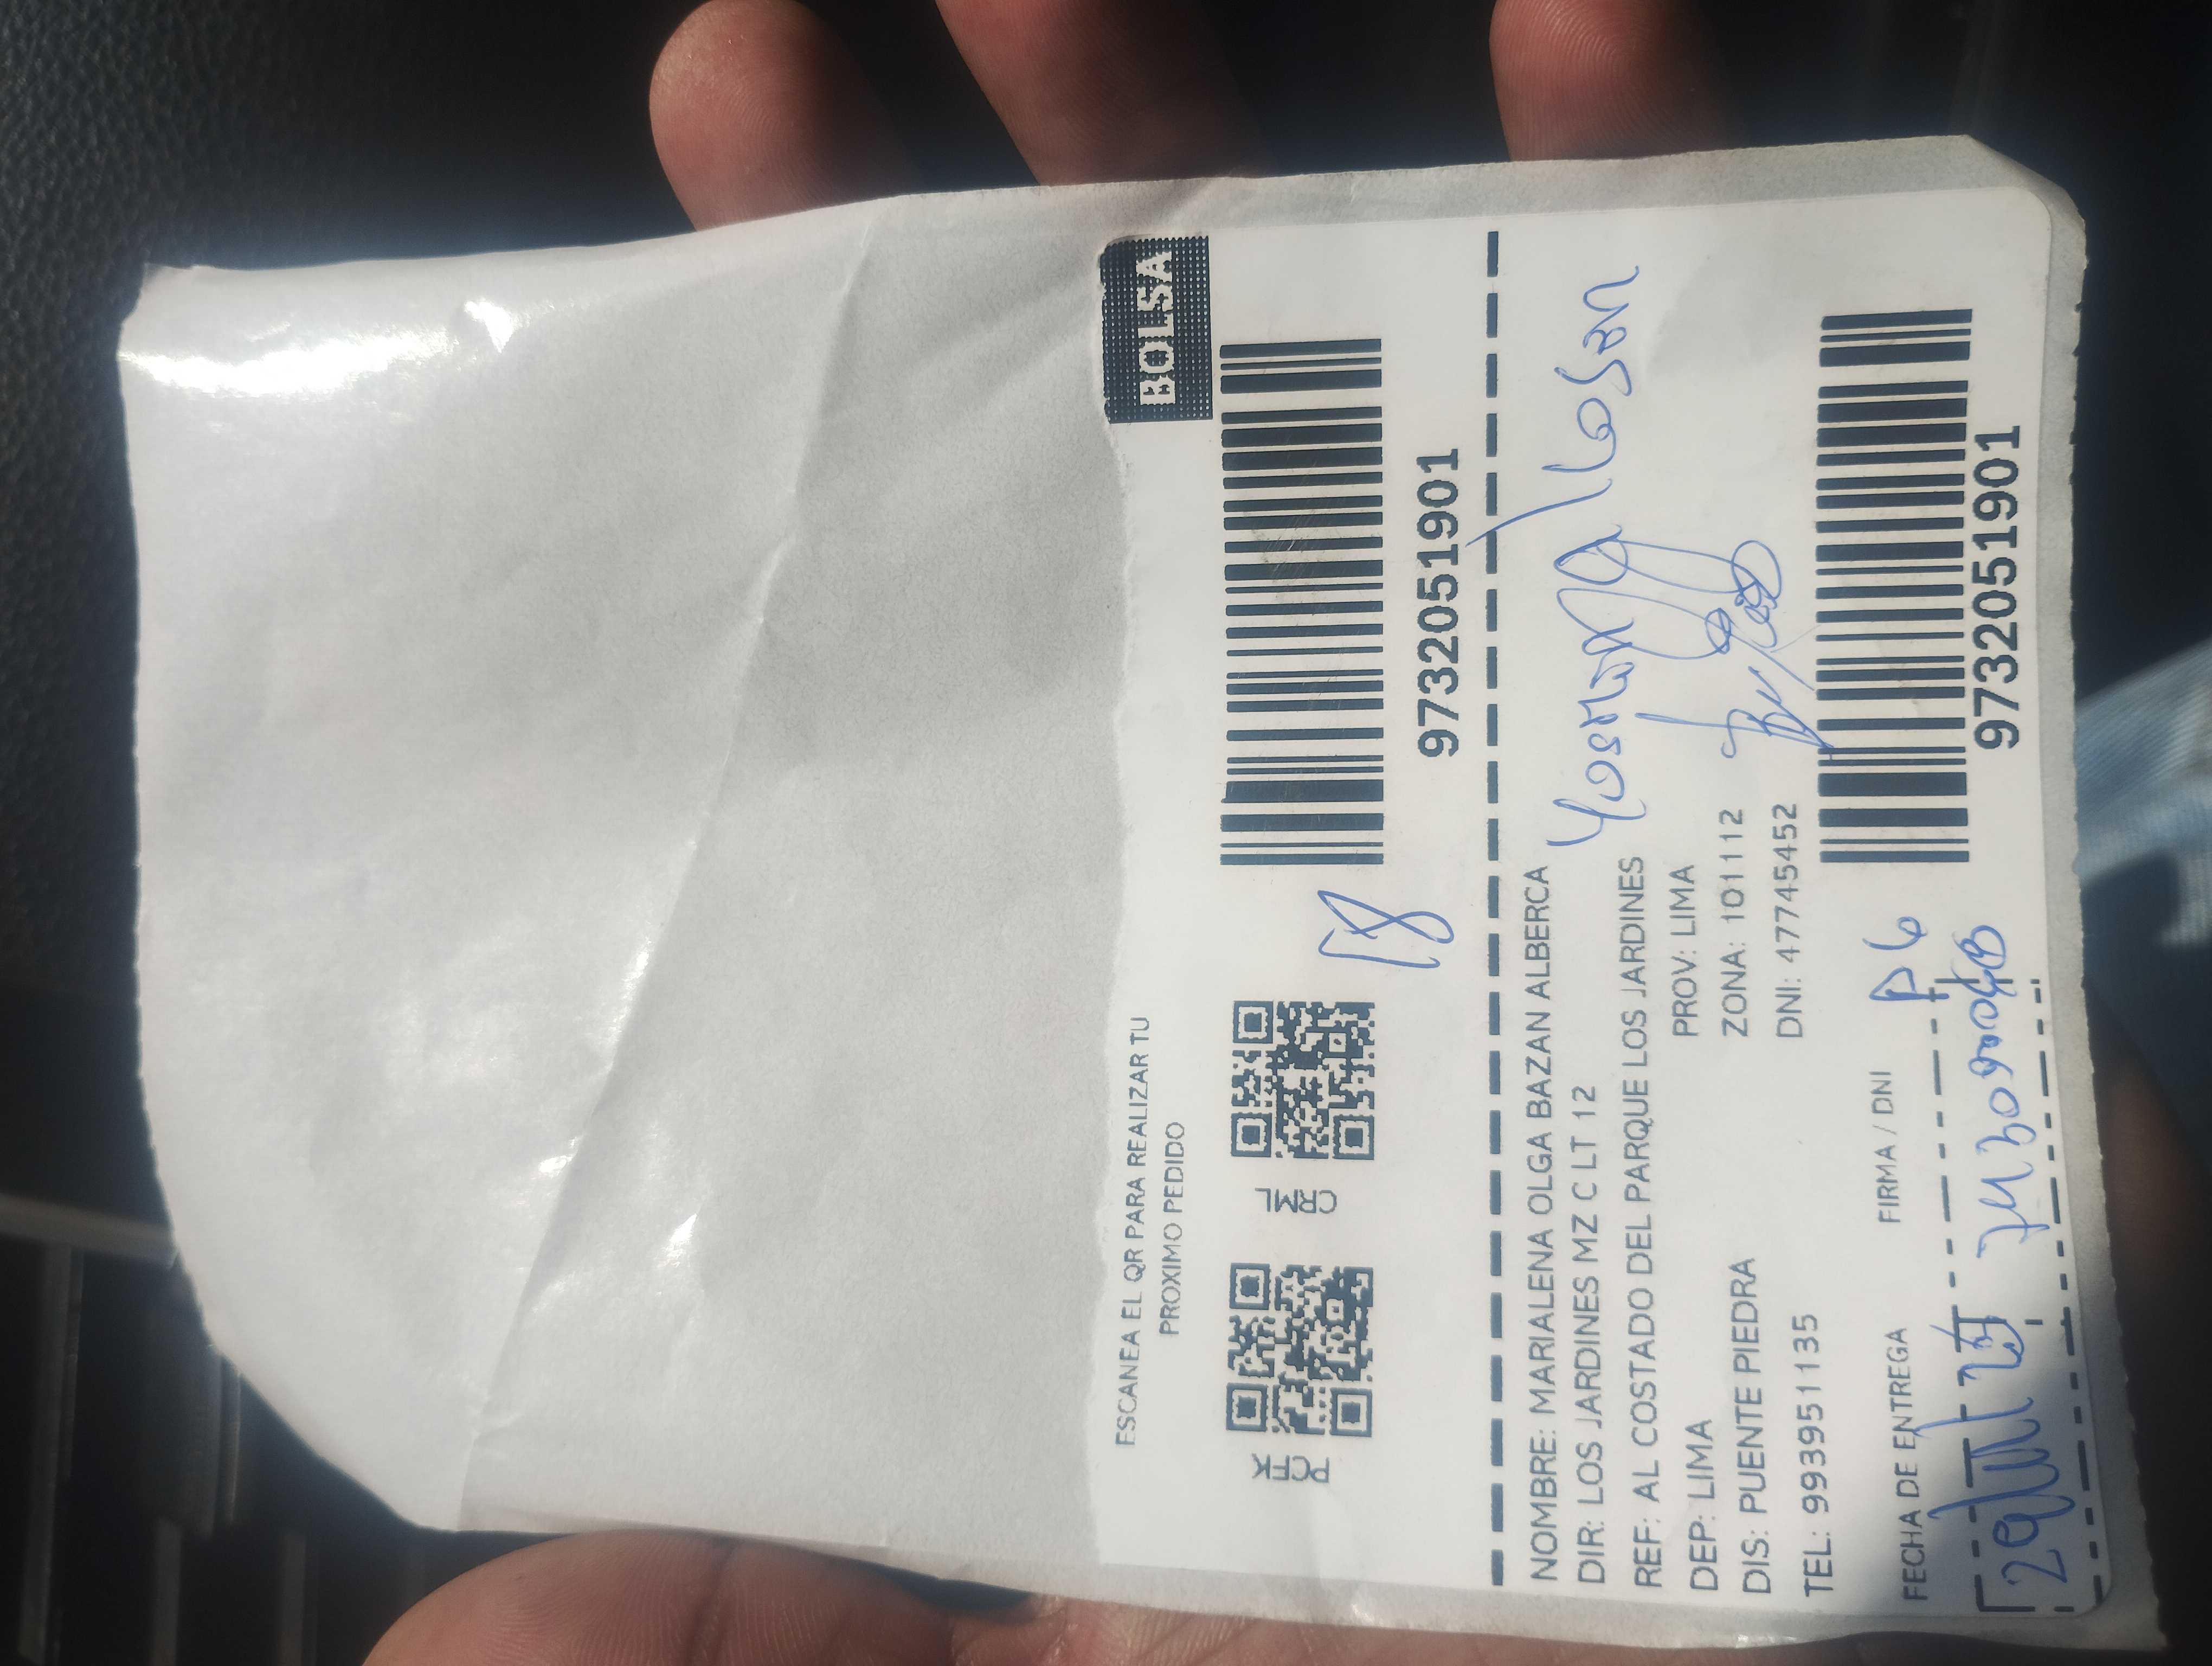 BOLSA
ESCANEA EL QR PARA REALIZAR TU
PROXIMO PEDIDO
PCFK
CRML
18
9732051901
NOMBRE: MARIALENA OLGA BAZAN ALBERCA
DIR: LOS JARDINES MZ C LT 12
REF: AL COSTADO DEL PARQUE LOS JARDINES
DEP: LIMA PROV: LIMA
DIS: PUENTE PIEDRA ZONA: 101112
TEL: 993951135 DNI: 47745452
9732051901
FECHA DE ENTREGA FIRMA / DNI